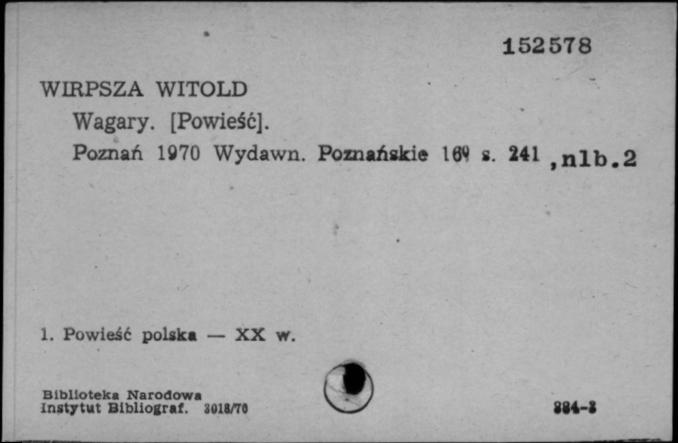 152578
WIRPSZA WITOLD
Wagary. [Powieść].
Poznań 1970 Wydawn. Poznańskie 16º s. 241 ,nlb.2
1. Powieść polska — XX w.
Biblioteka Narodowa
Instytut Bibliograf. 3018/70
884-3